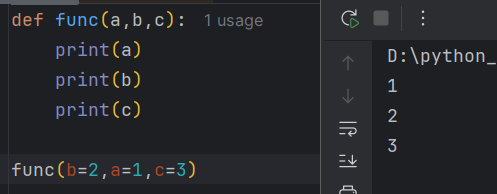 def func(a,b,c): 1 usage
    print(a)
    print(b)
    print(c)
func(b=2,a=1,c=3)
D:\python_
1
2
3